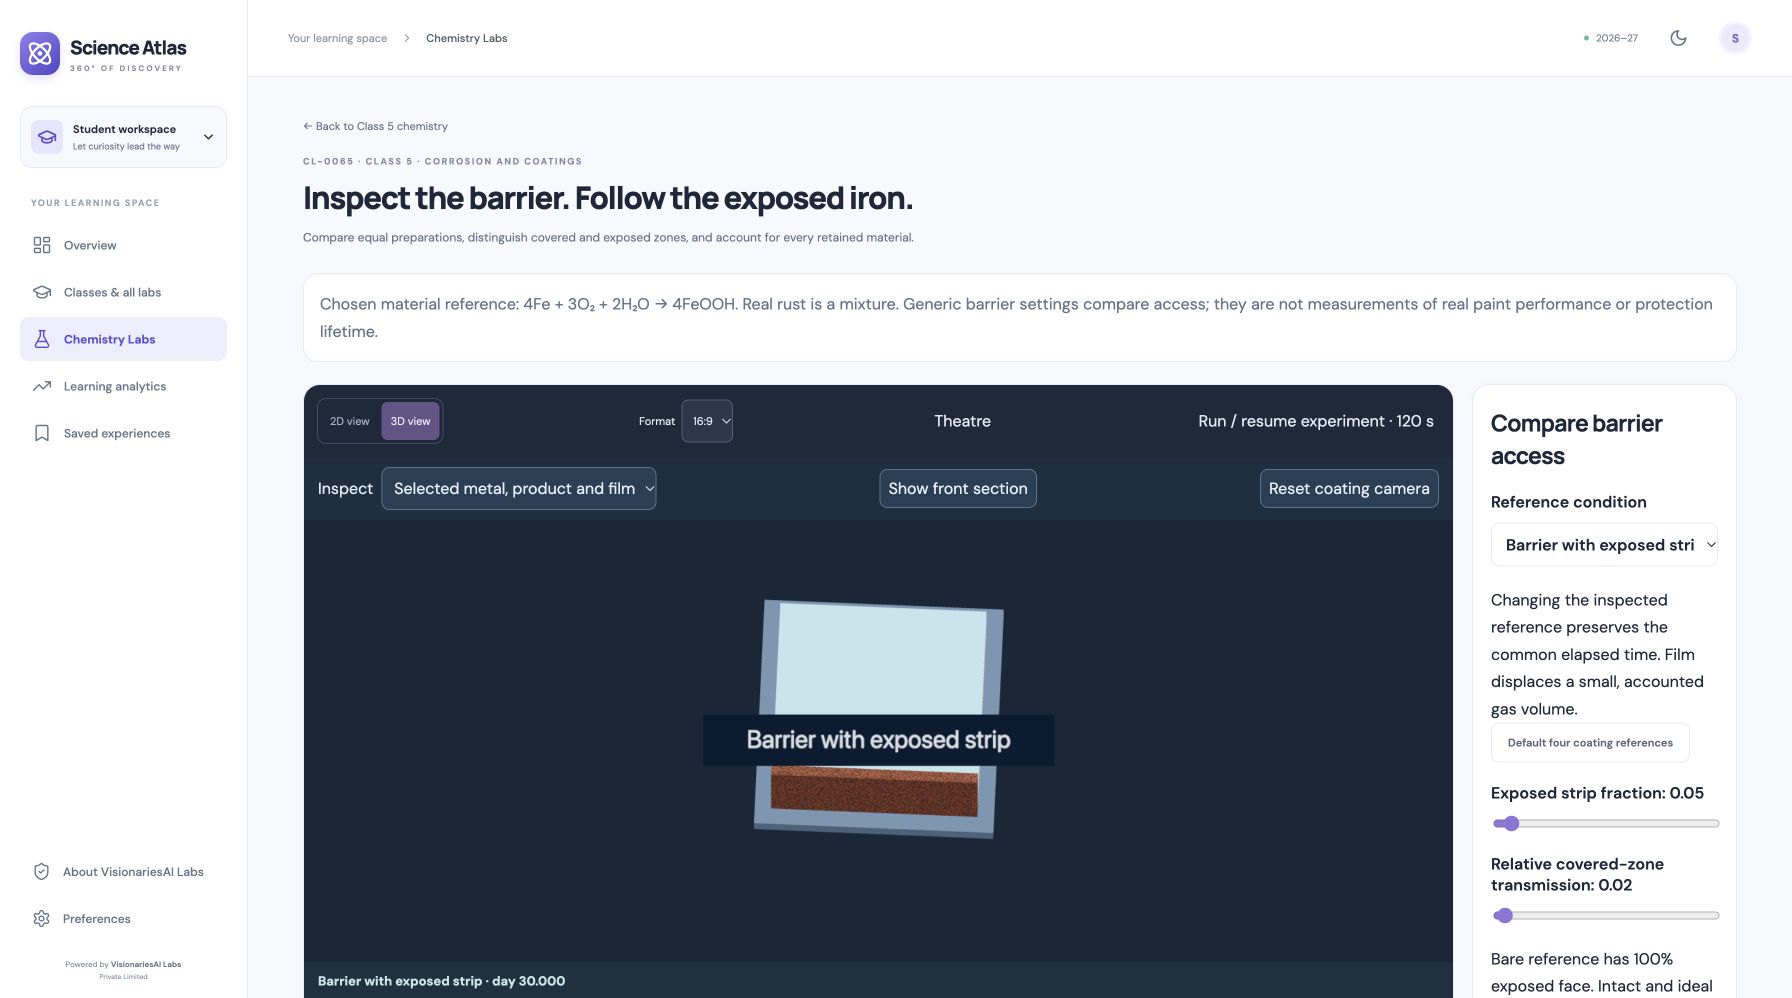 Science Atlas
360° OF DISCOVERY
Student workspace
Let curiosity lead the way
YOUR LEARNING SPACE
Overview
Classes & all labs
Chemistry Labs
Learning analytics
Saved experiences
About VisionariesAI Labs
Preferences
Powered by VisionariesAI Labs
Private Limited
Your learning space > Chemistry Labs
2026–27
S
← Back to Class 5 chemistry
CL-0065 · CLASS 5 · CORROSION AND COATINGS
Inspect the barrier. Follow the exposed iron.
Compare equal preparations, distinguish covered and exposed zones, and account for every retained material.
Chosen material reference: 4Fe + 3O₂ + 2H₂O → 4FeOOH. Real rust is a mixture. Generic barrier settings compare access; they are not measurements of real paint performance or protection
lifetime.
2D view 3D view Format 16:9 Theatre Run / resume experiment · 120 s
Inspect Selected metal, product and film Show front section Reset coating camera
Barrier with exposed strip
Barrier with exposed strip · day 30.000
Compare barrier
access
Reference condition
Barrier with exposed stri
Changing the inspected
reference preserves the
common elapsed time. Film
displaces a small, accounted
gas volume.
Default four coating references
Exposed strip fraction: 0.05
Relative covered-zone
transmission: 0.02
Bare reference has 100%
exposed face. Intact and ideal